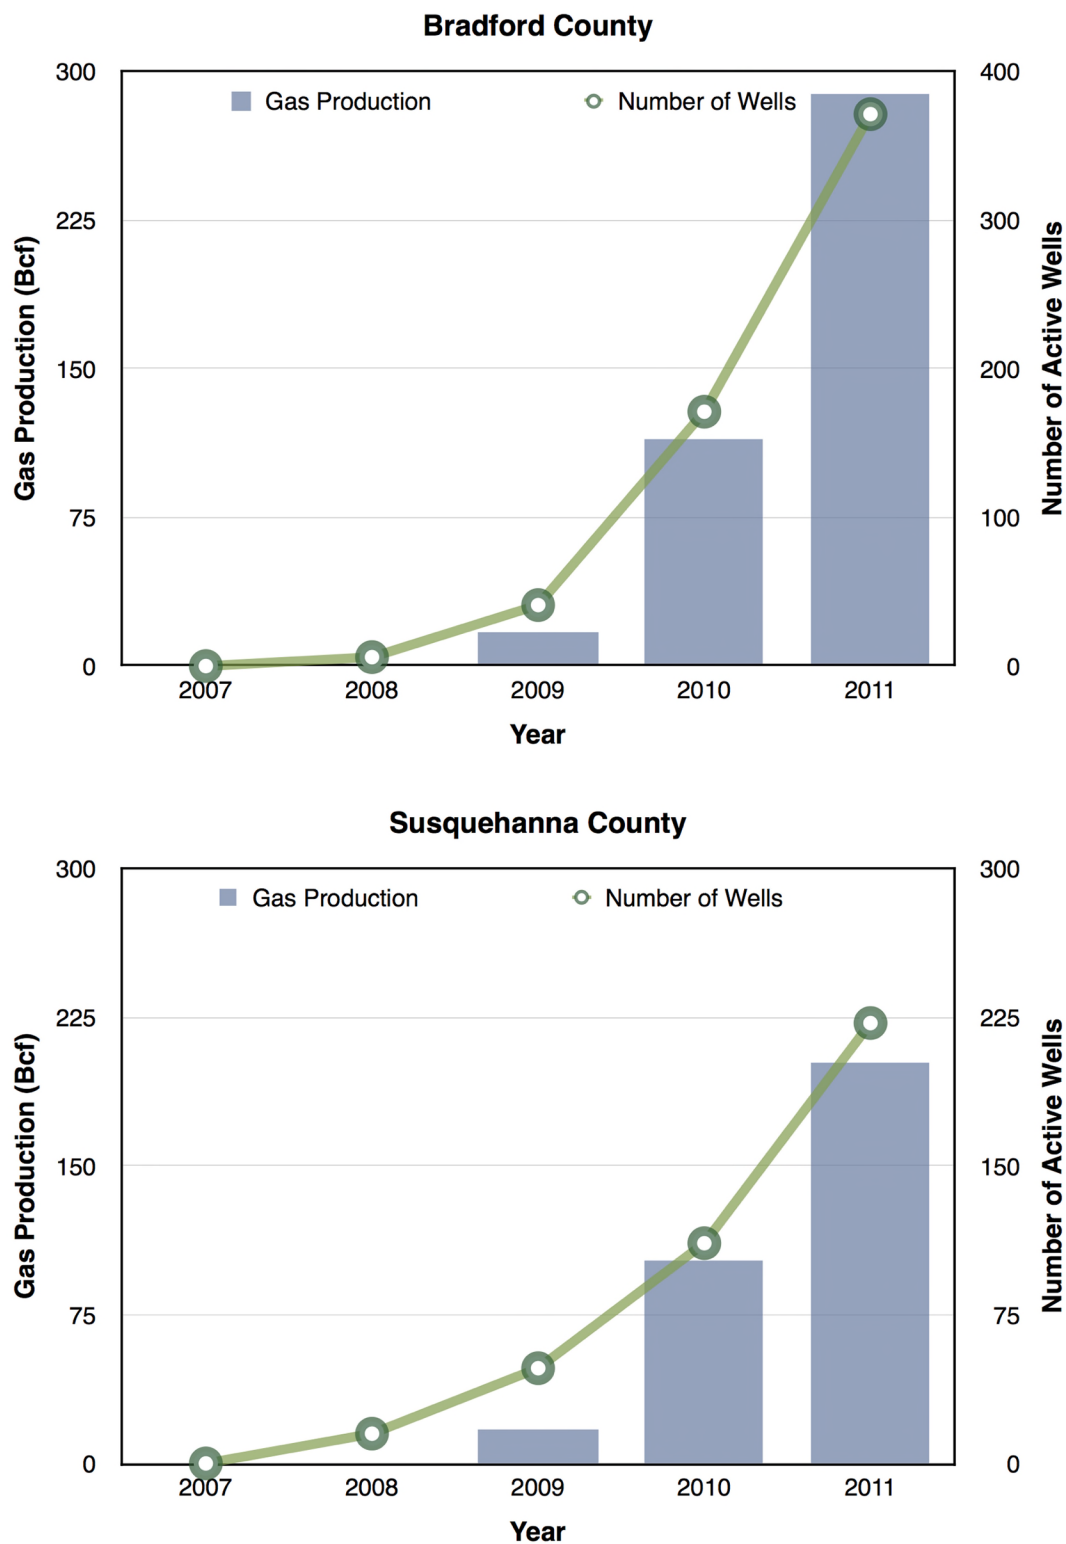 Bradford County
300
400
Gas Production
Number of Wells
225
300
150
200
75
100
0
0
Gas Production (Bcf)
Number of Active Wells
2007
2008
2009
2010
2011
Year
Susquehanna County
300
300
Gas Production
Number of Wells
225
225
150
150
75
75
0
0
Gas Production (Bcf)
Number of Active Wells
2007
2008
2009
2010
2011
Year